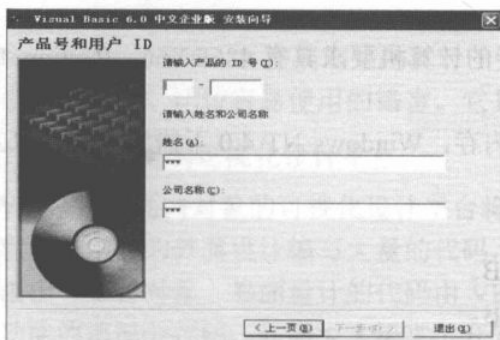 Visual Basic 6.0 中文企业版 安装向导
产品号和用户 ID
请输入产品的 ID 号(I):
-
请输入姓名和公司名称
姓名(A):
***
公司名称(C):
***
< 上一页(B)
下一步(N) >
退出(X)